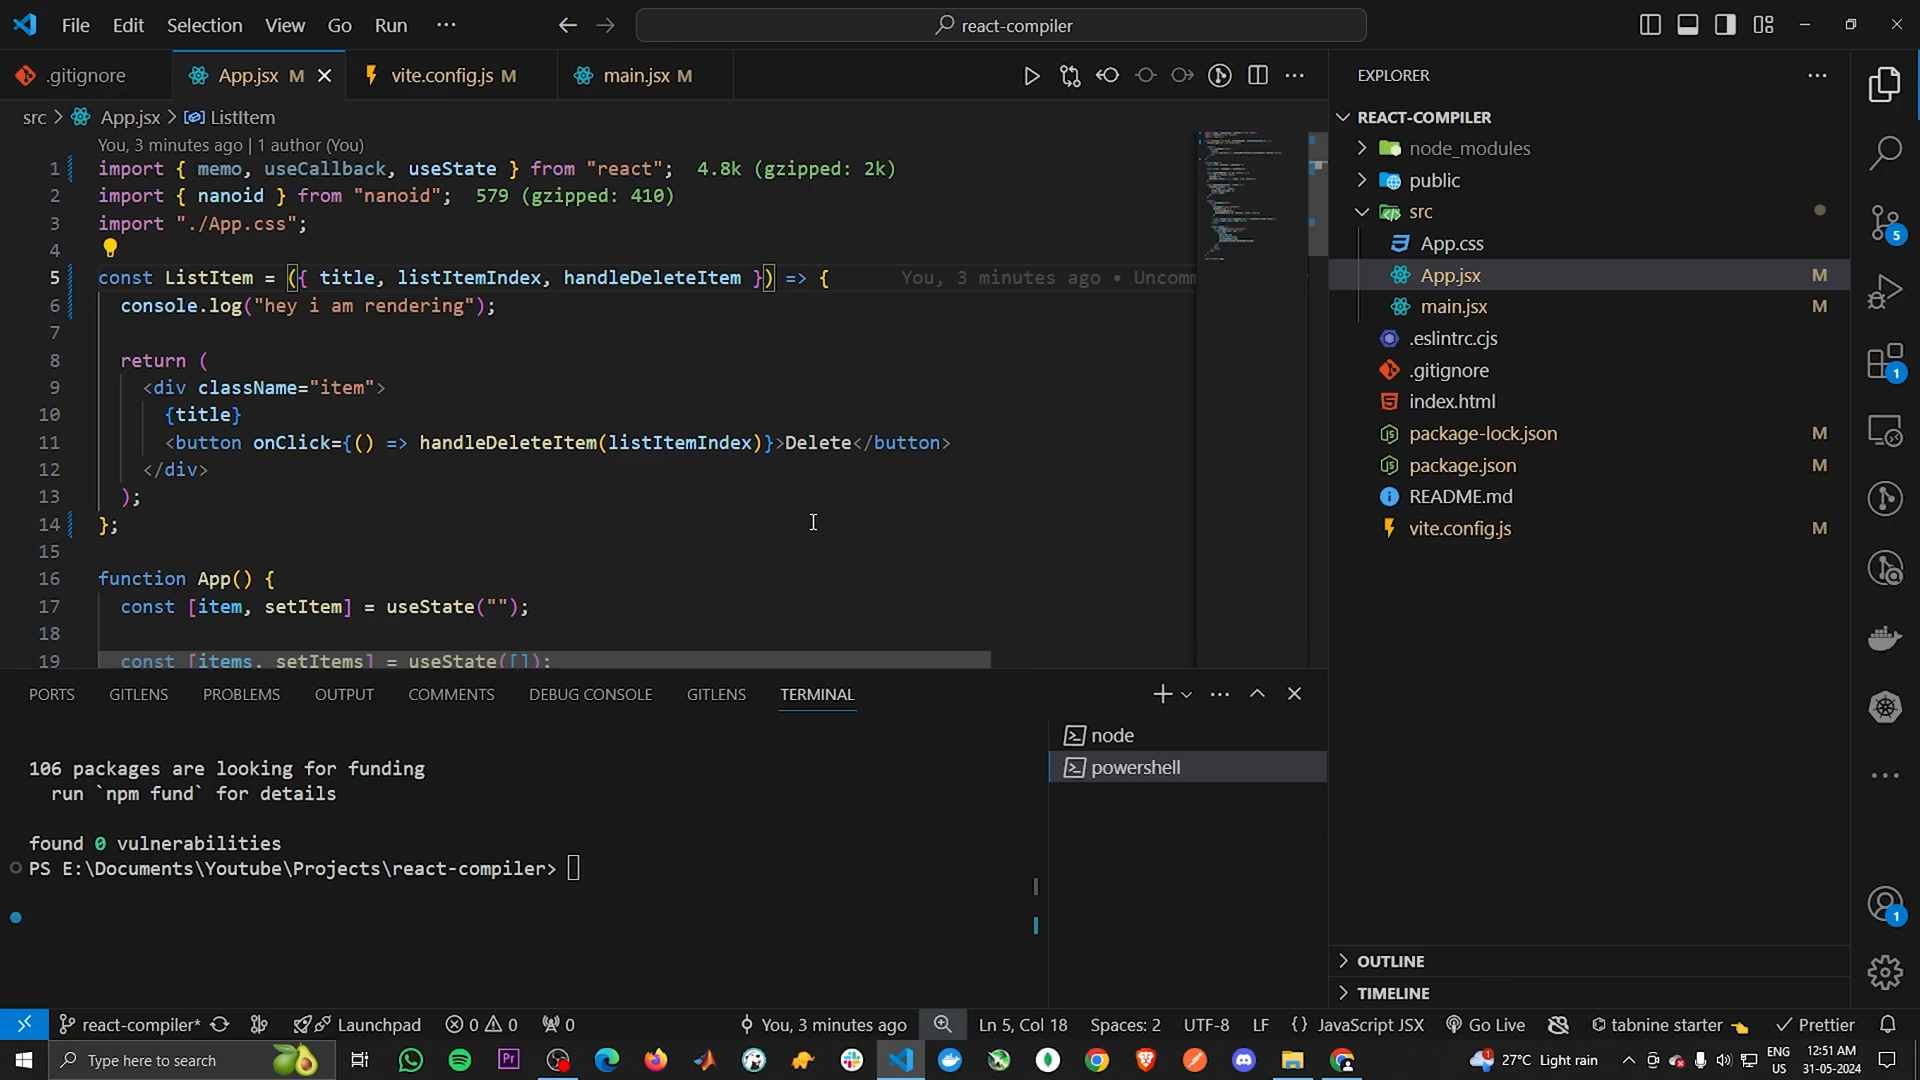 File Edit Selection View Go Run ··· react-compiler
.gitignore App.jsx M vite.config.js M main.jsx M
src > App.jsx > ListItem
You, 3 minutes ago | 1 author (You)
1 import { memo, useCallback, useState } from "react"; 4.8k (gzipped: 2k)
2 import { nanoid } from "nanoid"; 579 (gzipped: 410)
3 import "./App.css";
4
5 const ListItem = ({ title, listItemIndex, handleDeleteItem }) => { You, 3 minutes ago • Uncomm
6 console.log("hey i am rendering");
7
8 return (
9 <div className="item">
10 {title}
11 <button onClick={() => handleDeleteItem(listItemIndex)}>Delete</button>
12 </div>
13 );
14 };
15
16 function App() {
17 const [item, setItem] = useState("");
18
19 const [items, setItems] = useState([]);
PORTS GITLENS PROBLEMS OUTPUT COMMENTS DEBUG CONSOLE GITLENS TERMINAL
106 packages are looking for funding
run `npm fund` for details
found 0 vulnerabilities
PS E:\Documents\Youtube\Projects\react-compiler>
node
powershell
EXPLORER
REACT-COMPILER
node_modules
public
src
App.css
App.jsx M
main.jsx M
.eslintrc.cjs
.gitignore
index.html
package-lock.json M
package.json M
README.md
vite.config.js M
OUTLINE
TIMELINE
5
1
1
react-compiler* Launchpad 0 0 0 You, 3 minutes ago Ln 5, Col 18 Spaces: 2 UTF-8 LF {} JavaScript JSX Go Live tabnine starter Prettier
Type here to search 27°C Light rain ENG US 12:51 AM 31-05-2024